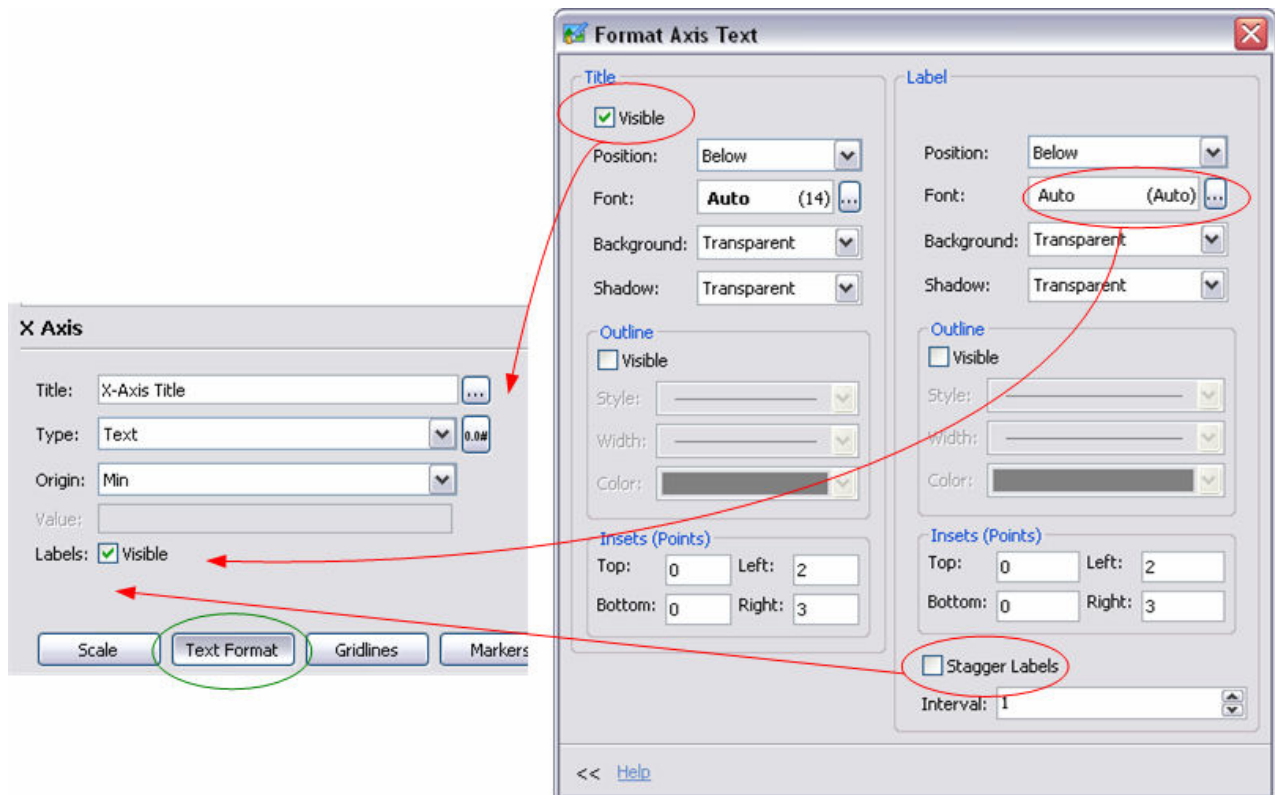 Format Axis Text
Title
Visible
Position: Below
Font: Auto (14) ...
Background: Transparent
Shadow: Transparent
Outline
Visible
Style:
Width:
Color:
Insets (Points)
Top: 0 Left: 2
Bottom: 0 Right: 3
Label
Position: Below
Font: Auto (Auto) ...
Background: Transparent
Shadow: Transparent
Outline
Visible
Style:
Width:
Color:
Insets (Points)
Top: 0 Left: 2
Bottom: 0 Right: 3
Stagger Labels
Interval: 1
<< Help
X Axis
Title: X-Axis Title ...
Type: Text 0.0#
Origin: Min
Value:
Labels: Visible
Scale Text Format Gridlines Markers